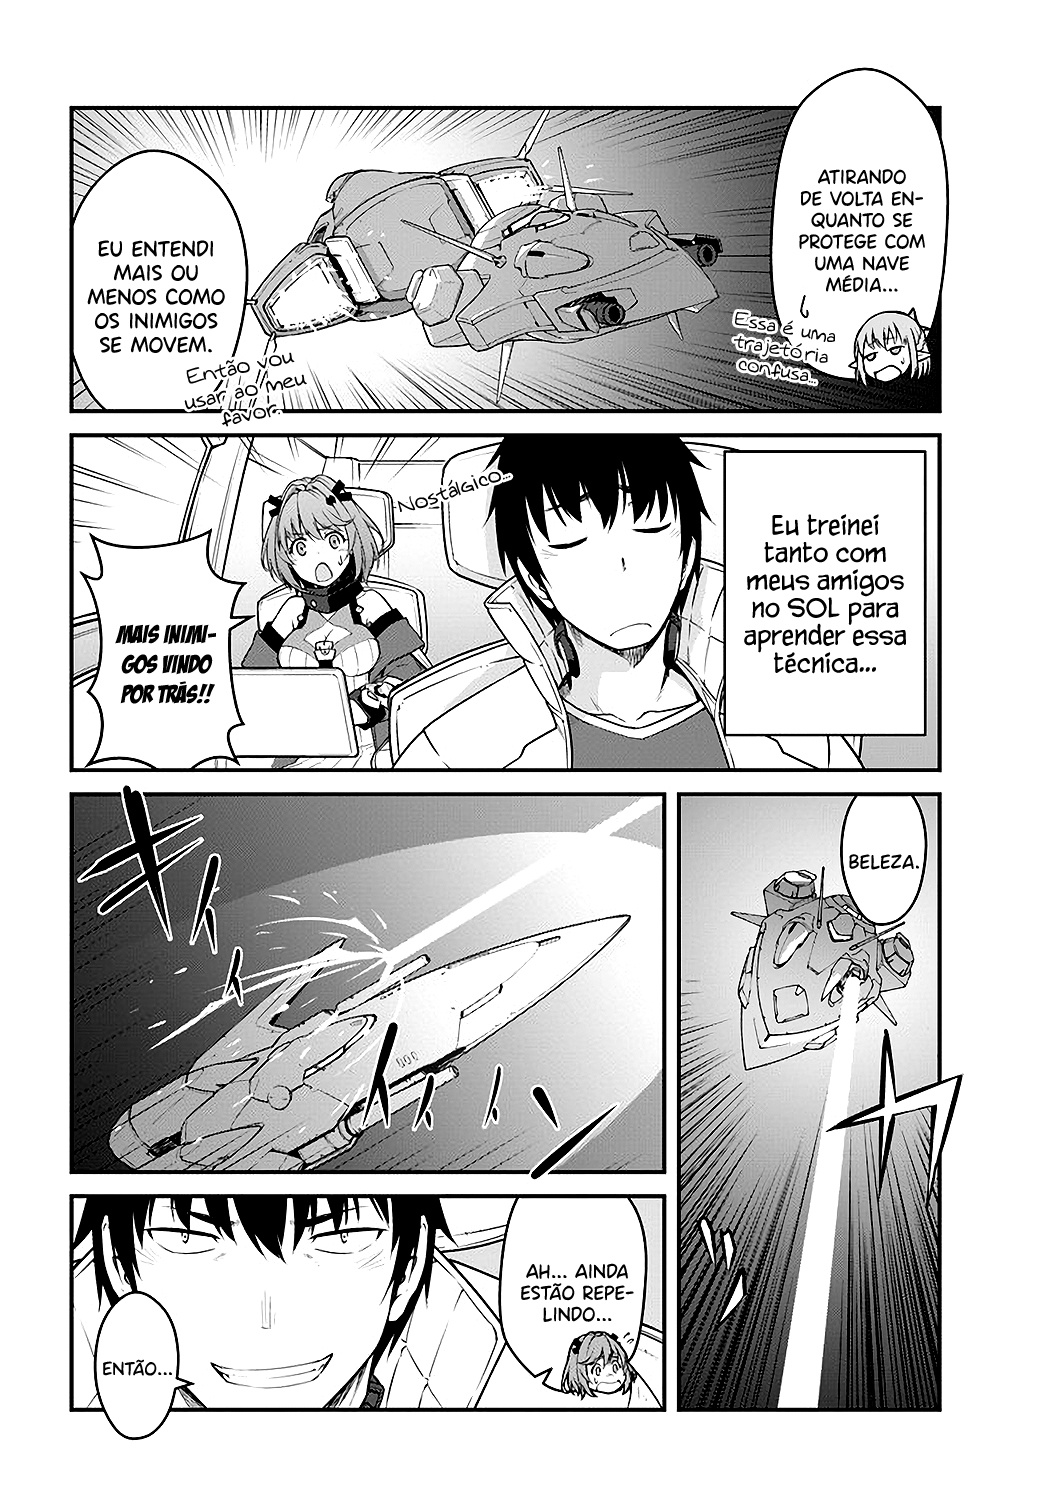 ATIRANDO
DE VOLTA EN-
QUANTO SE
PROTEGE COM
UMA NAVE
MÉDIA...
Essa é uma
trajetória
confusa...
EU ENTENDI
MAIS OU
MENOS COMO
OS INIMIGOS
SE MOVEM.
Então vou
usar ao meu
favor.
Eu treinei
tanto com
meus amigos
no SOL para
aprender essa
técnica...
Nostálgico...
MAIS INIMI-
GOS VINDO
POR TRÁS!!
BELEZA.
AH... AINDA
ESTÃO REPE-
LINDO...
ENTÃO...